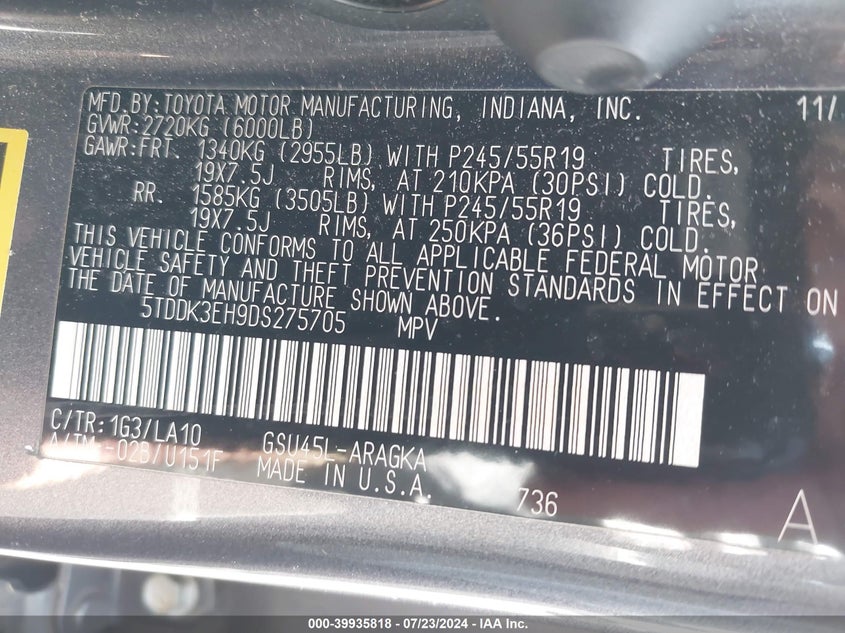 MFD.BY:TOYOTA MOTOR MANUFACTURING, INDIANA, INC. 11/
GVWR:2720KG (6000LB)
GAWR:FRT. 1340KG (2955LB) WITH P245/55R19 TIRES,
19X7.5J RIMS, AT 210KPA (30PSI) COLD.
RR. 1585KG (3505LB) WITH P245/55R19 TIRES,
19X7.5J RIMS, AT 250KPA (36PSI) COLD.
THIS VEHICLE CONFORMS TO ALL APPLICABLE FEDERAL MOTOR
VEHICLE SAFETY AND THEFT PREVENTION STANDARDS IN EFFECT ON
THE DATE OF MANUFACTURE SHOWN ABOVE.
5TDDK3EH9DS275705 MPV
C/TR:1G3/LA10 GSU45L-ARAGKA
A/TM:-02B/U151F MADE IN U.S.A. 736
A
000-39935818 - 07/23/2024 - IAA Inc.